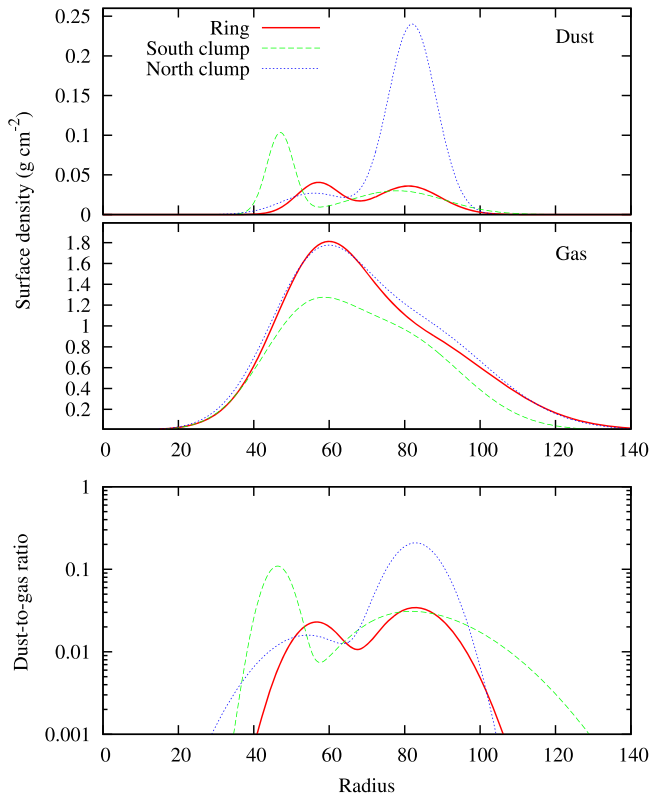 Ring
South clump
North clump
Dust
0.25
0.2
0.15
0.1
0.05
0
Surface density (g cm⁻²)
Gas
1.8
1.6
1.4
1.2
1
0.8
0.6
0.4
0.2
0 20 40 60 80 100 120 140
Dust-to-gas ratio
1
0.1
0.01
0.001
0 20 40 60 80 100 120 140
Radius